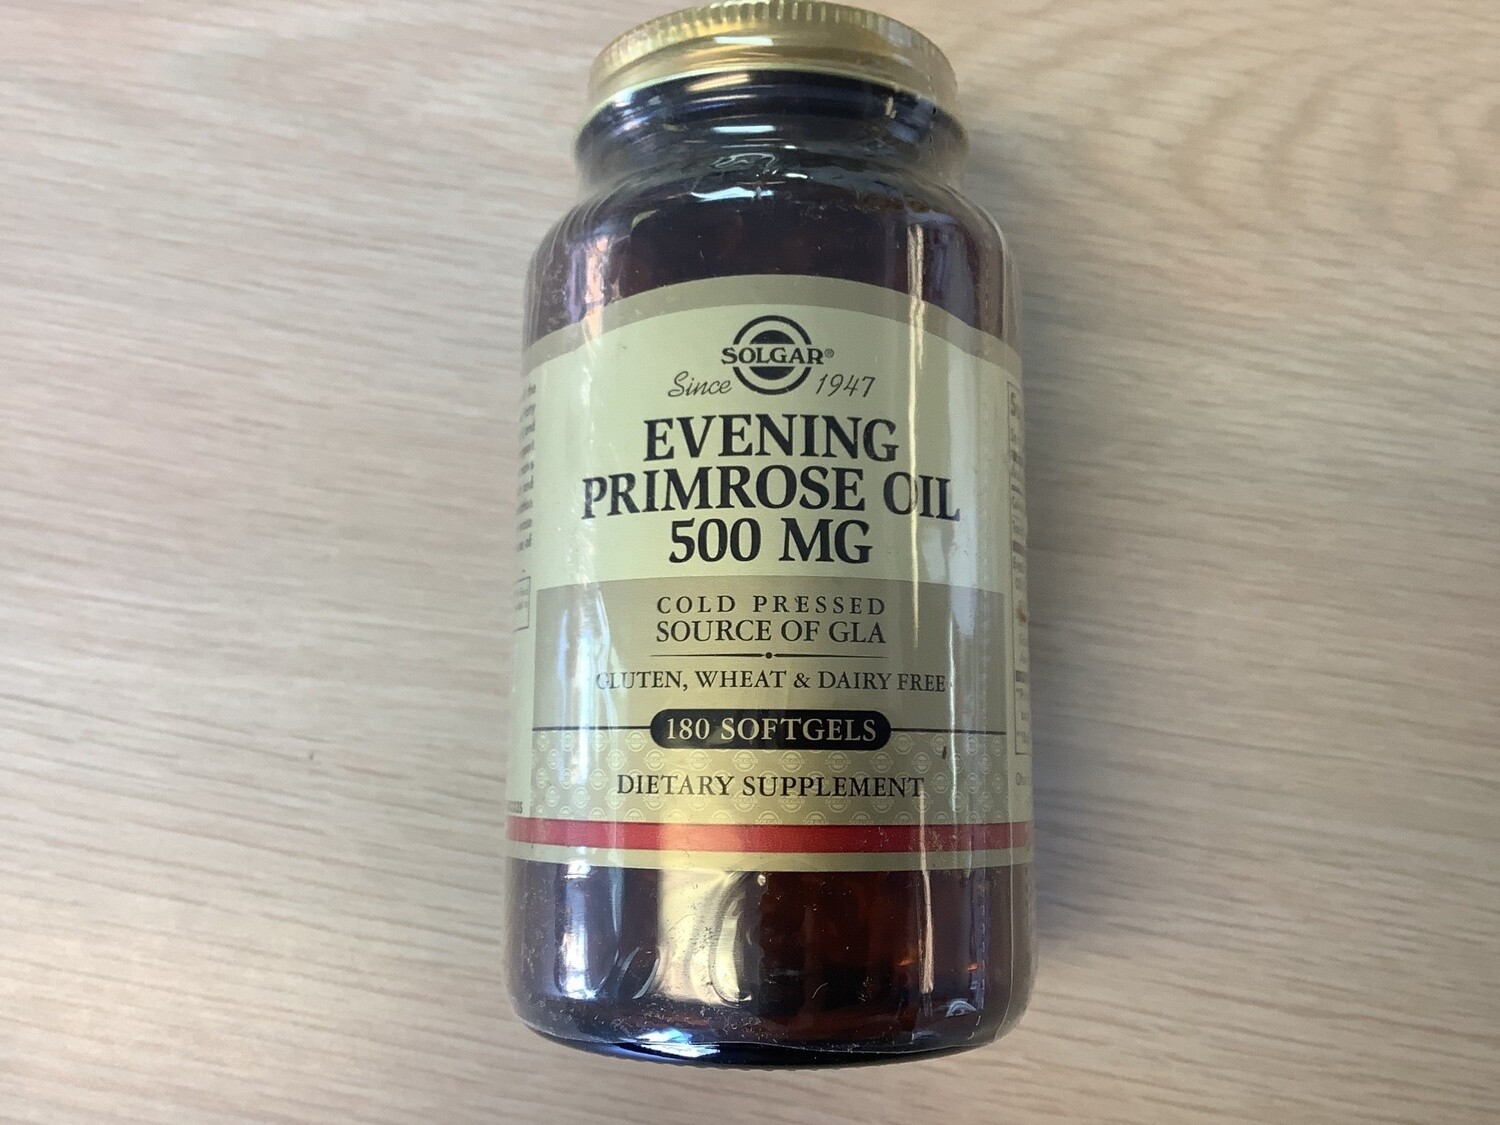 SOLGAR®
Since 1947
EVENING
PRIMROSE OIL
500 MG
COLD PRESSED
SOURCE OF GLA
GLUTEN, WHEAT & DAIRY FREE
180 SOFTGELS
DIETARY SUPPLEMENT